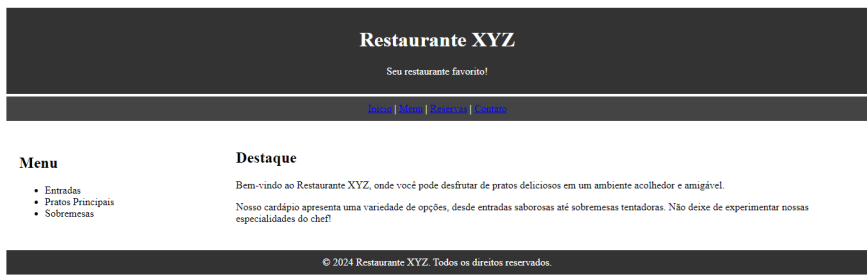 Restaurante XYZ
Seu restaurante favorito!
Início | Menu | Reservas | Contato
Menu
Entradas
Pratos Principais
Sobremesas
Destaque
Bem-vindo ao Restaurante XYZ, onde você pode desfrutar de pratos deliciosos em um ambiente acolhedor e amigável.
Nosso cardápio apresenta uma variedade de opções, desde entradas saborosas até sobremesas tentadoras. Não deixe de experimentar nossas
especialidades do chef!
© 2024 Restaurante XYZ. Todos os direitos reservados.